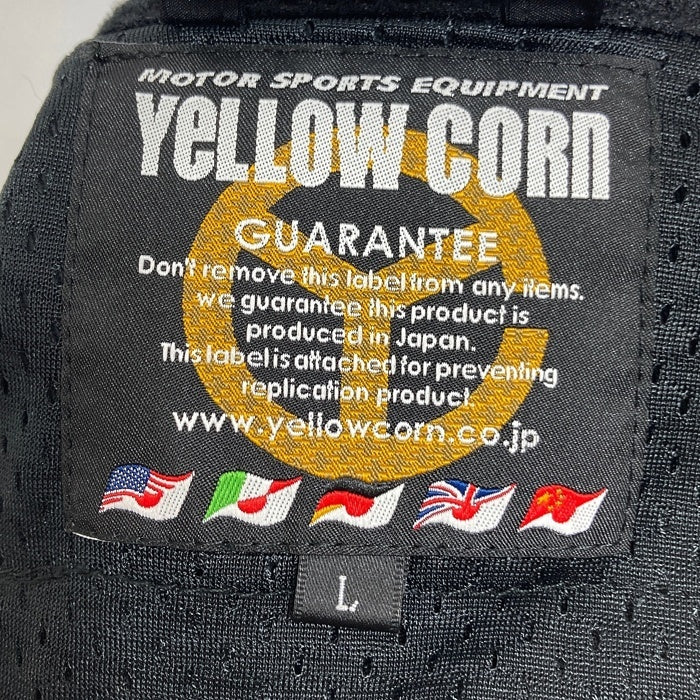 MOTOR SPORTS EQUIPMENT
YeLLOW CORn
GUARANTEE
Don't remove this label from any items.
we guarantee this product is
produced in Japan.
This label is attached for preventing
replication product.
www.yellowcorn.co.jp
L